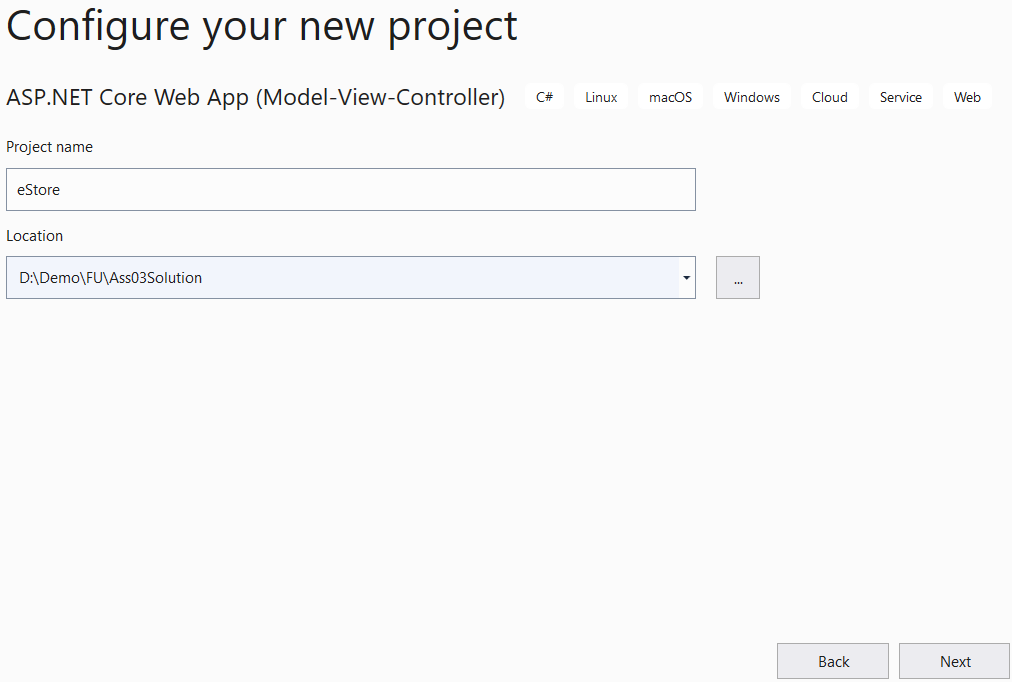 Configure your new project
ASP.NET Core Web App (Model-View-Controller) C# Linux macOS Windows Cloud Service Web
Project name
eStore
Location
D:\Demo\FU\Ass03Solution
...
Back Next